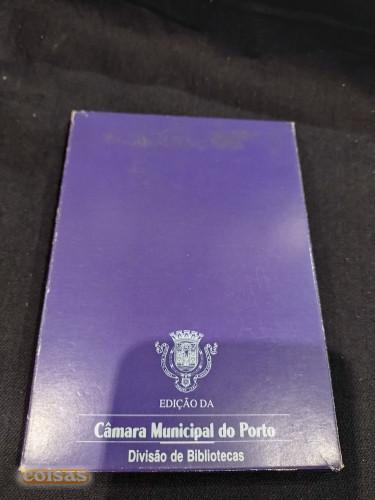 EDIÇÃO DA
Câmara Municipal do Porto
Divisão de Bibliotecas
coisas